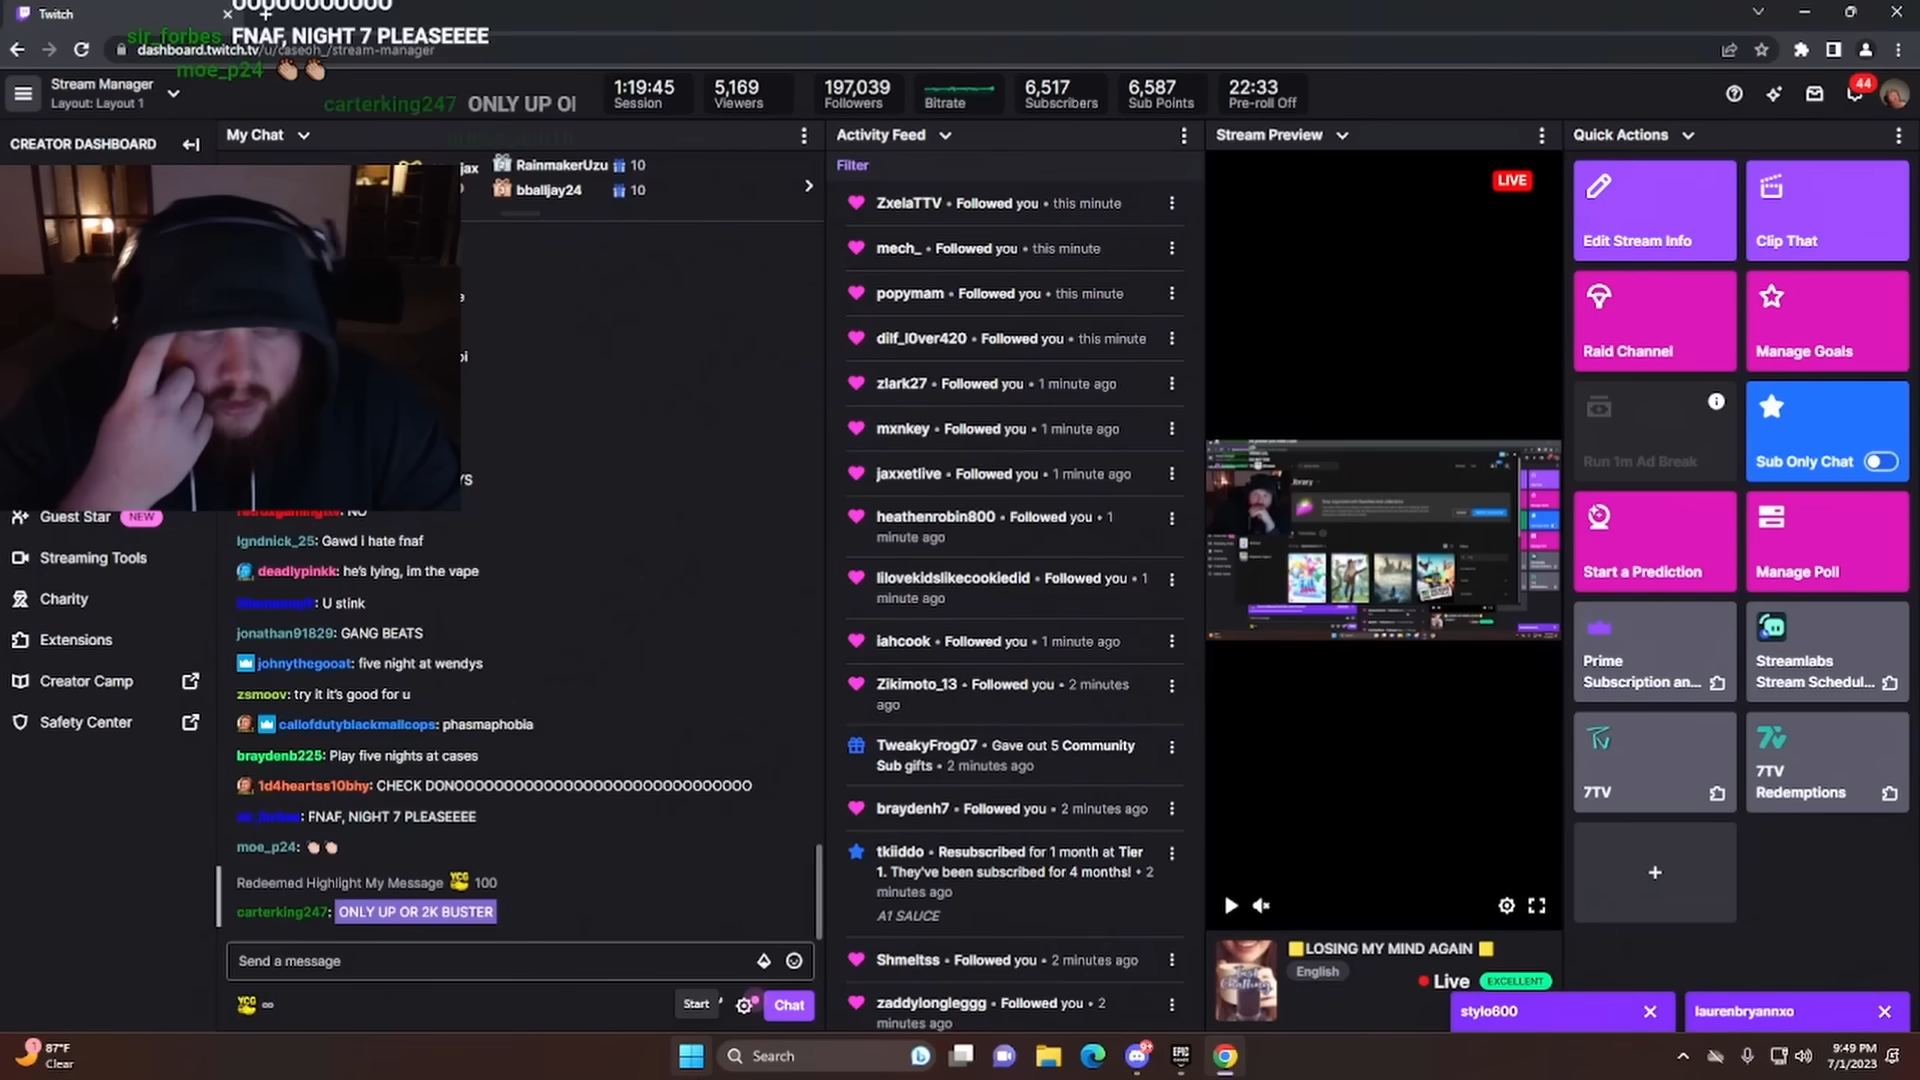 Twitch
OOOOOOOOOOO
sir_forbes FNAF, NIGHT 7 PLEASEEEE
dashboard.twitch.tv/u/caseoh_/stream-manager
moe_p24 👏🏻👏🏻
carterking247 ONLY UP OI
Stream Manager
Layout: Layout 1
1:19:45
Session
5,169
Viewers
197,039
Followers
Bitrate
6,517
Subscribers
6,587
Sub Points
22:33
Pre-roll Off
44
CREATOR DASHBOARD
Guest Star NEW
Streaming Tools
Charity
Extensions
Creator Camp
Safety Center
My Chat
jax
RainmakerUzu 10
bballjay24 10
lgndnick_25: Gawd i hate fnaf
deadlypinkk: he's lying, im the vape
U stink
jonathan91829: GANG BEATS
johnythegooat: five night at wendys
zsmoov: try it it's good for u
callofdutyblackmallcops: phasmaphobia
braydenb225: Play five nights at cases
1d4heartss10bhy: CHECK DONOOOOOOOOOOOOOOOOOOOOOOOOOOOOO
sir_forbes: FNAF, NIGHT 7 PLEASEEEE
moe_p24: 👏🏻👏🏻
Redeemed Highlight My Message YCG 100
carterking247: ONLY UP OR 2K BUSTER
Send a message
YCG ∞
Start
Chat
Activity Feed
Filter
ZxelaTTV • Followed you • this minute
mech_ • Followed you • this minute
popymam • Followed you • this minute
dilf_l0ver420 • Followed you • this minute
zlark27 • Followed you • 1 minute ago
mxnkey • Followed you • 1 minute ago
jaxxetlive • Followed you • 1 minute ago
heathenrobin800 • Followed you • 1
minute ago
lilovekidslikecookiedid • Followed you • 1
minute ago
iahcook • Followed you • 1 minute ago
Zikimoto_13 • Followed you • 2 minutes
ago
TweakyFrog07 • Gave out 5 Community
Sub gifts • 2 minutes ago
braydenh7 • Followed you • 2 minutes ago
tkiiddo • Resubscribed for 1 month at Tier
1. They've been subscribed for 4 months! • 2
minutes ago
A1 SAUCE
Shmeltss • Followed you • 2 minutes ago
zaddylongleggg • Followed you • 2
minutes ago
Stream Preview
LIVE
🟨LOSING MY MIND AGAIN 🟨
English
Live EXCELLENT
stylo600
laurenbryannxo
Quick Actions
Edit Stream Info
Clip That
Raid Channel
Manage Goals
Run 1m Ad Break
Sub Only Chat
Start a Prediction
Manage Poll
Prime
Subscription an...
Streamlabs
Stream Schedul...
7TV
7TV
Redemptions
+
87°F
Clear
Search
9:49 PM
7/1/2023